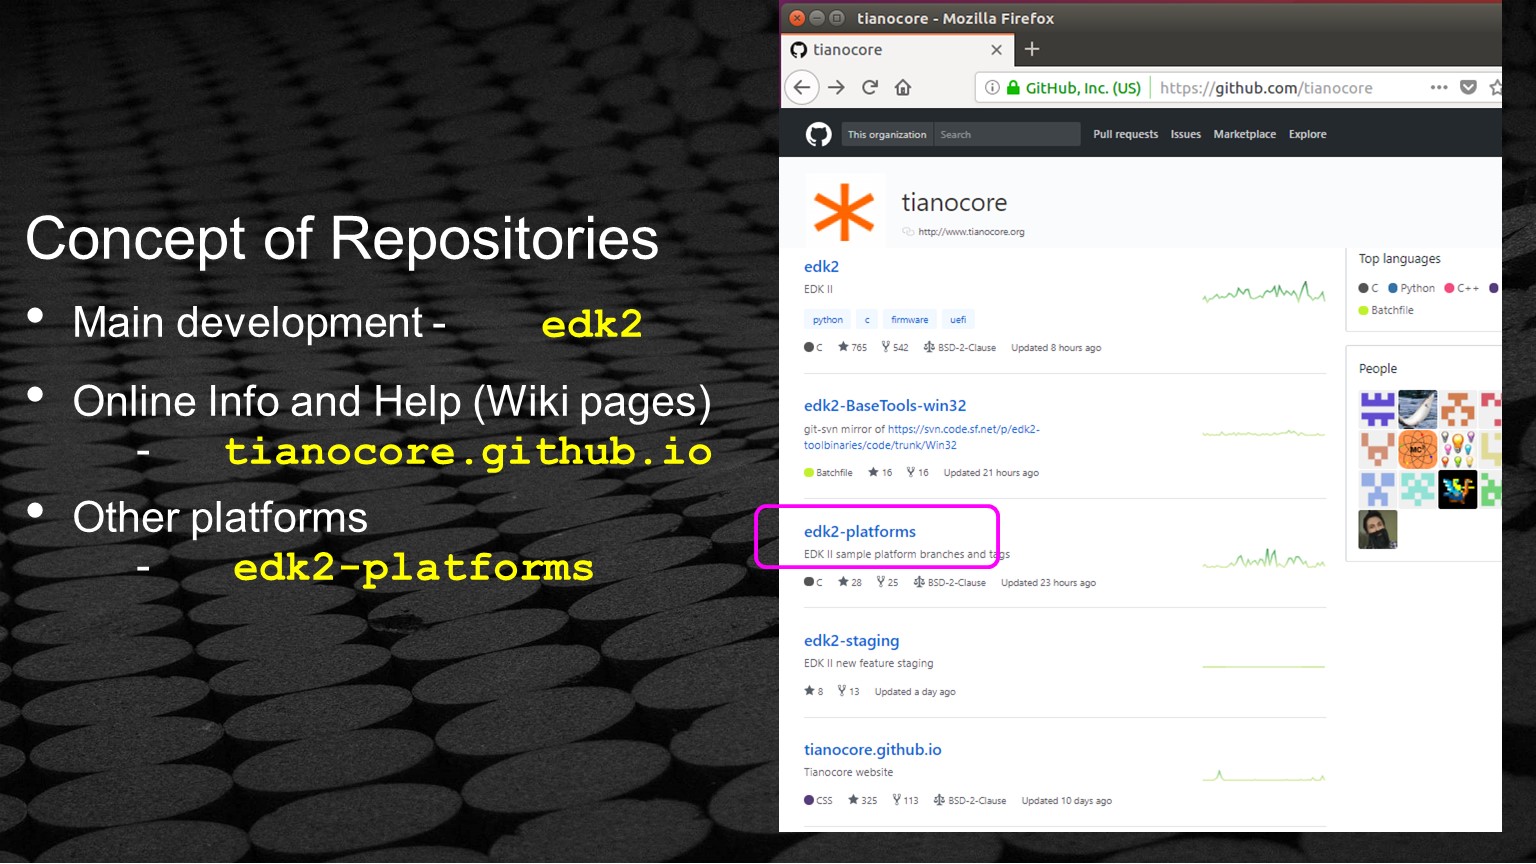 Concept of Repositories
• Main development - edk2
• Online Info and Help (Wiki pages)
- tianocore.github.io
• Other platforms
- edk2-platforms
tianocore - Mozilla Firefox
tianocore
GitHub, Inc. (US) https://github.com/tianocore
This organization Search Pull requests Issues Marketplace Explore
tianocore
http://www.tianocore.org
edk2
EDK II
python c firmware uefi
C 765 542 BSD-2-Clause Updated 8 hours ago
edk2-BaseTools-win32
git-svn mirror of https://svn.code.sf.net/p/edk2-
toolbinaries/code/trunk/Win32
Batchfile 16 16 Updated 21 hours ago
edk2-platforms
EDK II sample platform branches and tags
C 28 25 BSD-2-Clause Updated 23 hours ago
edk2-staging
EDK II new feature staging
8 13 Updated a day ago
tianocore.github.io
Tianocore website
CSS 325 113 BSD-2-Clause Updated 10 days ago
Top languages
C Python C++
Batchfile
People